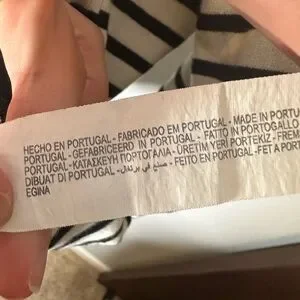 HECHO EN PORTUGAL - FABRICADO EM PORTUGAL - MADE IN PORTU
PORTUGAL - GEFABRICEERD IN PORTUGAL - FATTO IN PORTOGALLO
PORTUGAL - ΚΑΤΑΣΚΕΥΗ ΠΟΡΤΟΓΑΛΙΑ - ÜRETIM YERİ PORTEKIZ - FREM
DIBUAT DI PORTUGAL - صنع في برتغال - FEITO EN PORTUGAL - FET A PORT
EGINA